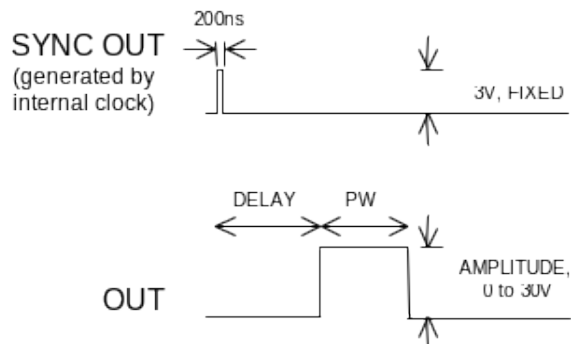 200ns
SYNC OUT
(generated by
internal clock)
3V, FIXED
DELAY
PW
AMPLITUDE,
0 to 30V
OUT